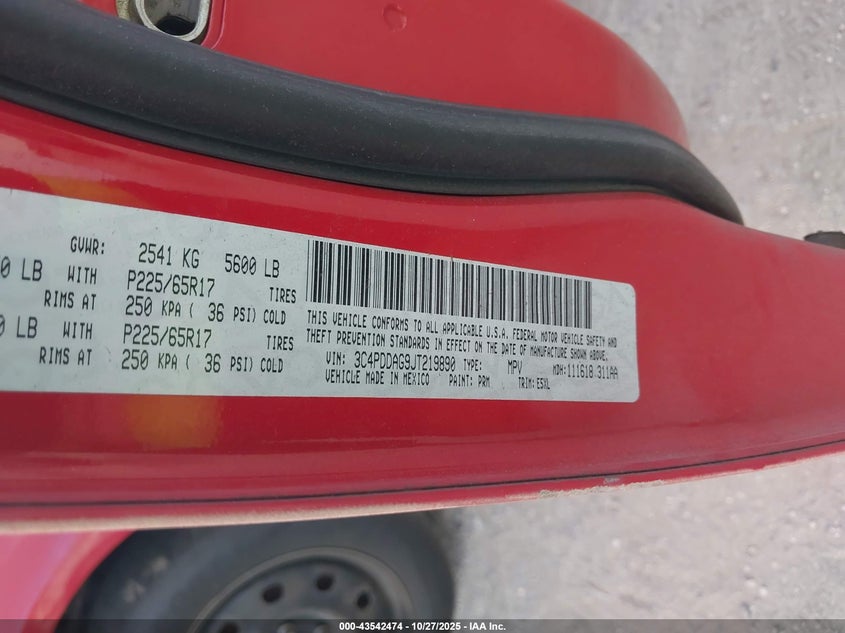 GVWR: 2541 KG 5600 LB
0 LB WITH P225/65R17 TIRES
RIMS AT 250 KPA ( 36 PSI) COLD
0 LB WITH P225/65R17 TIRES
RIMS AT 250 KPA ( 36 PSI) COLD
THIS VEHICLE CONFORMS TO ALL APPLICABLE U.S.A. FEDERAL MOTOR VEHICLE SAFETY AND
THEFT PREVENTION STANDARDS IN EFFECT ON THE DATE OF MANUFACTURE SHOWN ABOVE.
VIN: 3C4PDDAG9JT219890 TYPE: MPV MDH:111618 311AA
VEHICLE MADE IN MEXICO PAINT: PRM TRIM: E5XL
000-43542474 | 10/27/2025 - IAA Inc.